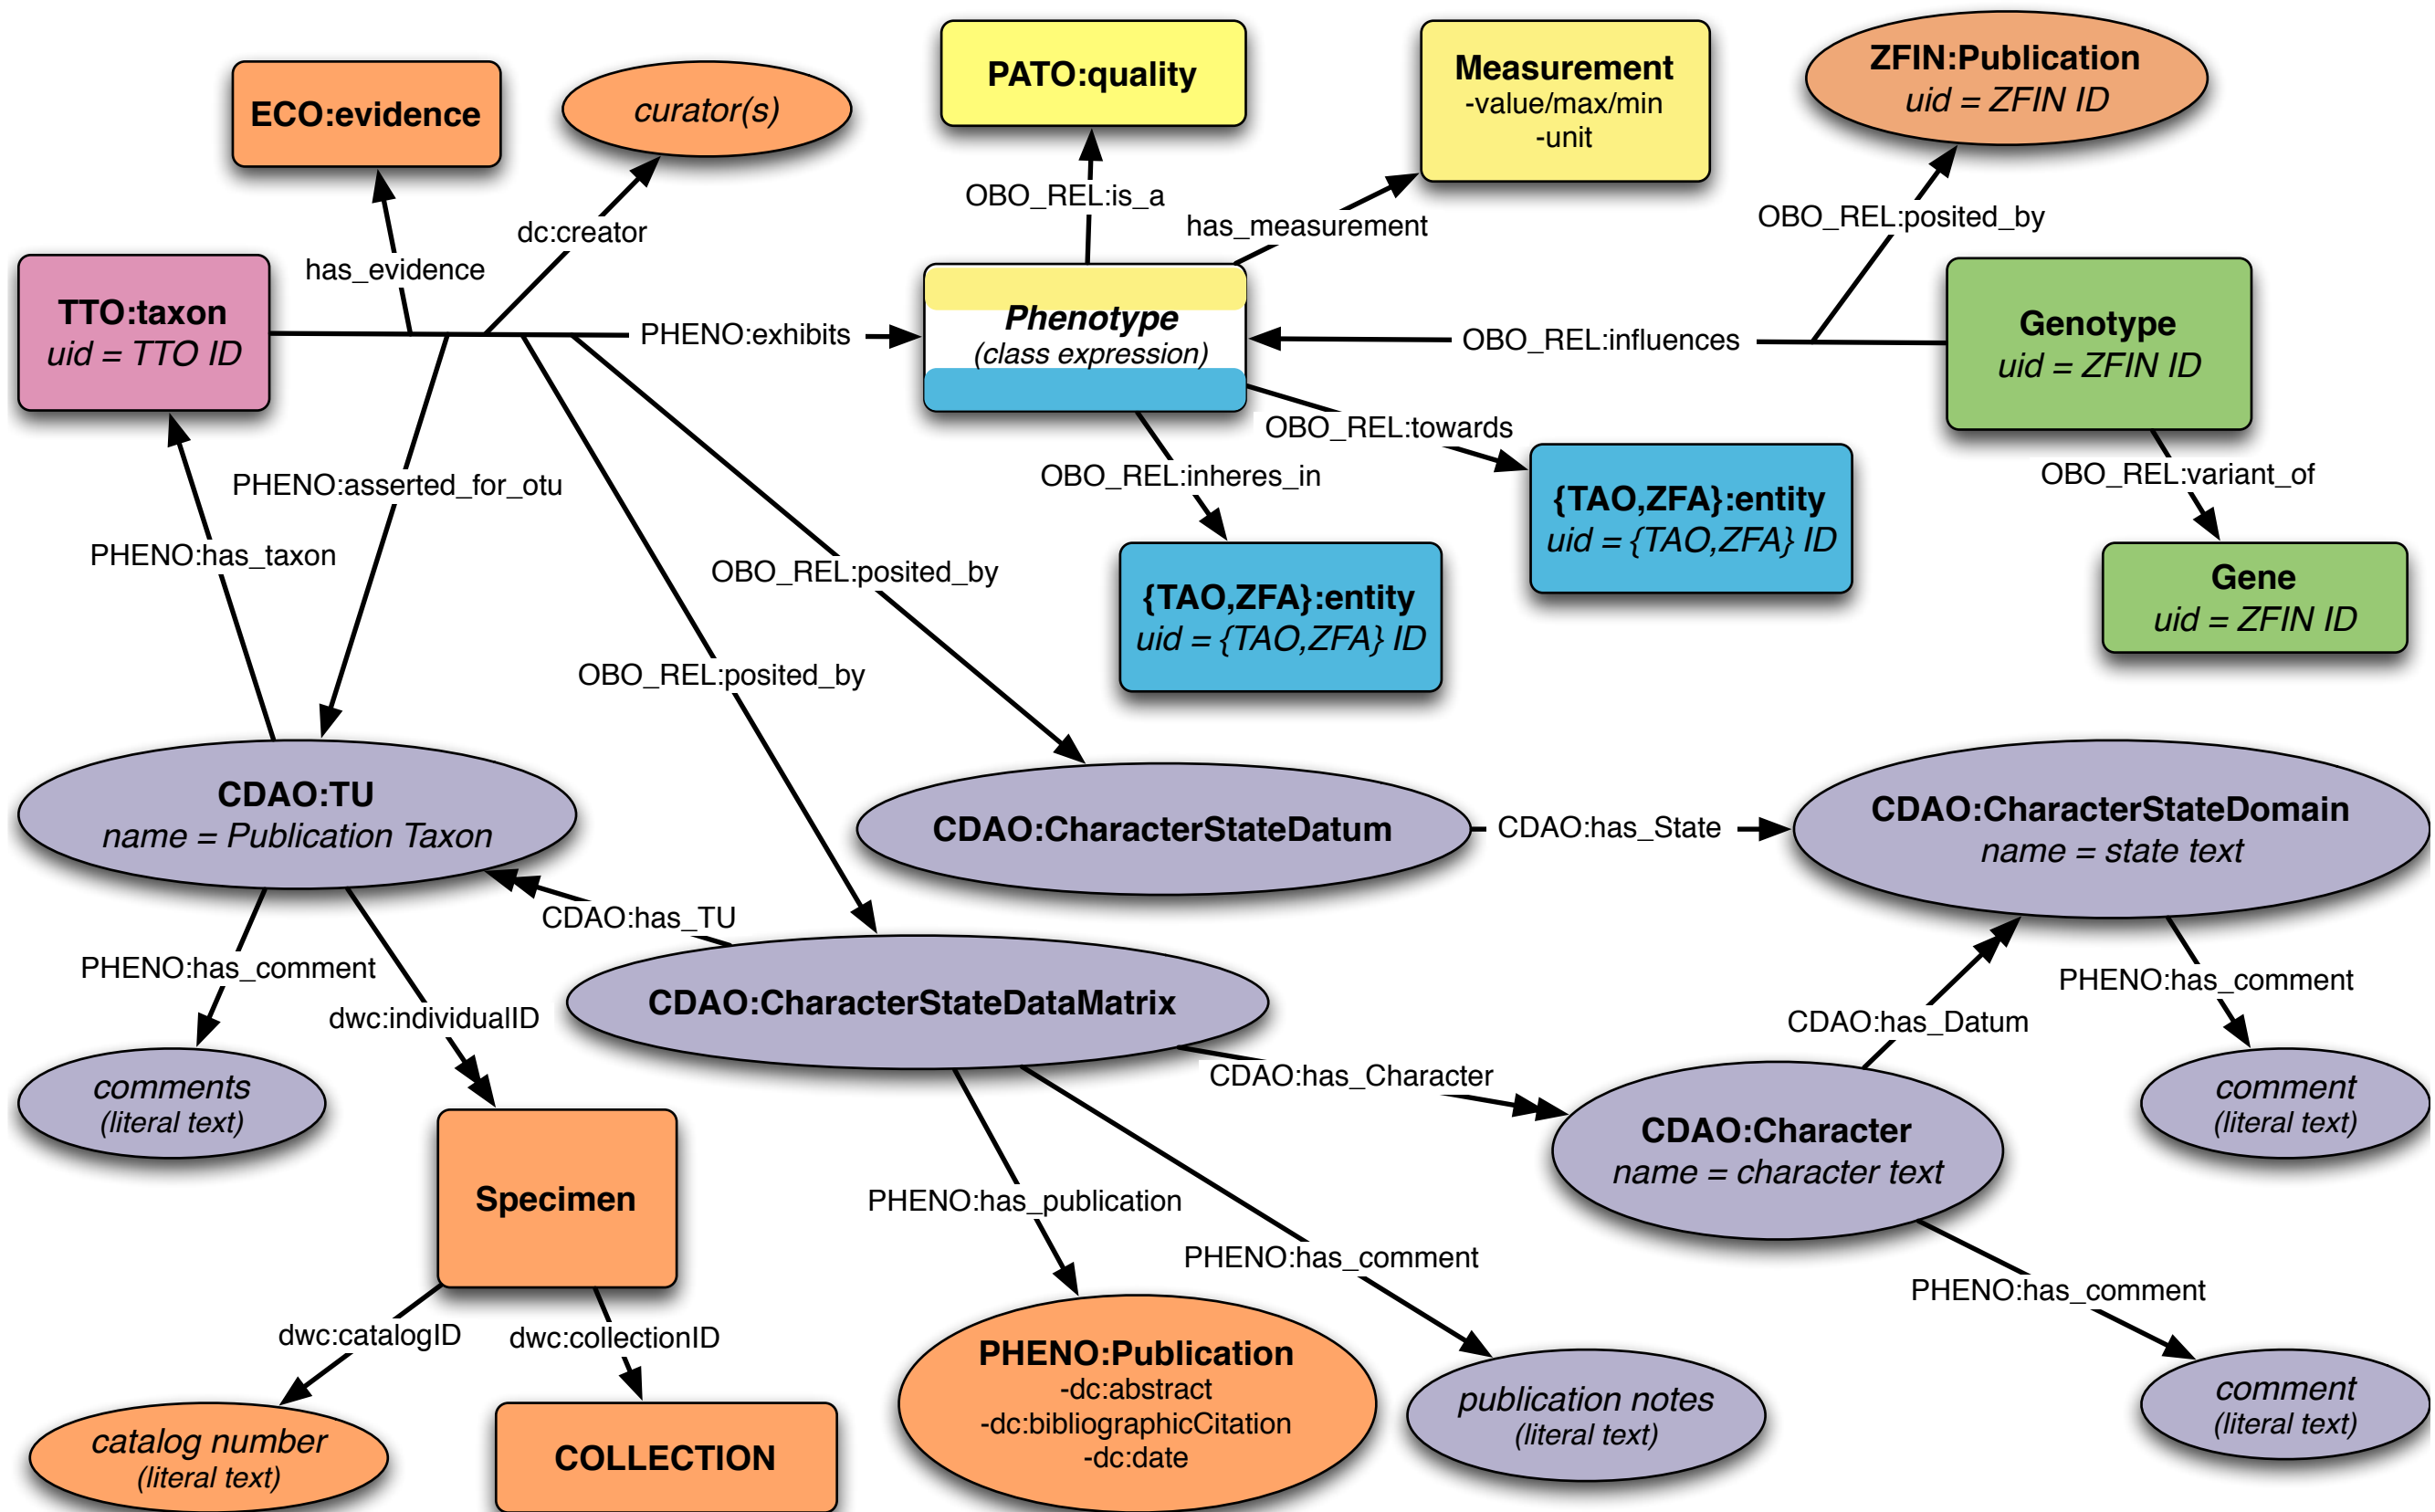 PATO:quality
Measurement
-value/max/min
-unit
ZFIN:Publication
uid = ZFIN ID
ECO:evidence
curator(s)
OBO_REL:is_a
has_measurement
OBO_REL:posited_by
dc:creator
has_evidence
TTO:taxon
uid = TTO ID
PHENO:exhibits
Phenotype
(class expression)
OBO_REL:influences
Genotype
uid = ZFIN ID
OBO_REL:towards
OBO_REL:inheres_in
OBO_REL:variant_of
PHENO:asserted_for_otu
{TAO,ZFA}:entity
uid = {TAO,ZFA} ID
PHENO:has_taxon
OBO_REL:posited_by
{TAO,ZFA}:entity
uid = {TAO,ZFA} ID
Gene
uid = ZFIN ID
OBO_REL:posited_by
CDAO:TU
name = Publication Taxon
CDAO:CharacterStateDatum
CDAO:has_State
CDAO:CharacterStateDomain
name = state text
CDAO:has_TU
PHENO:has_comment
dwc:individualID
CDAO:CharacterStateDataMatrix
PHENO:has_comment
CDAO:has_Datum
comments
(literal text)
CDAO:has_Character
comment
(literal text)
CDAO:Character
name = character text
Specimen
PHENO:has_publication
PHENO:has_comment
PHENO:has_comment
dwc:catalogID
dwc:collectionID
PHENO:Publication
-dc:abstract
-dc:bibliographicCitation
-dc:date
publication notes
(literal text)
comment
(literal text)
catalog number
(literal text)
COLLECTION